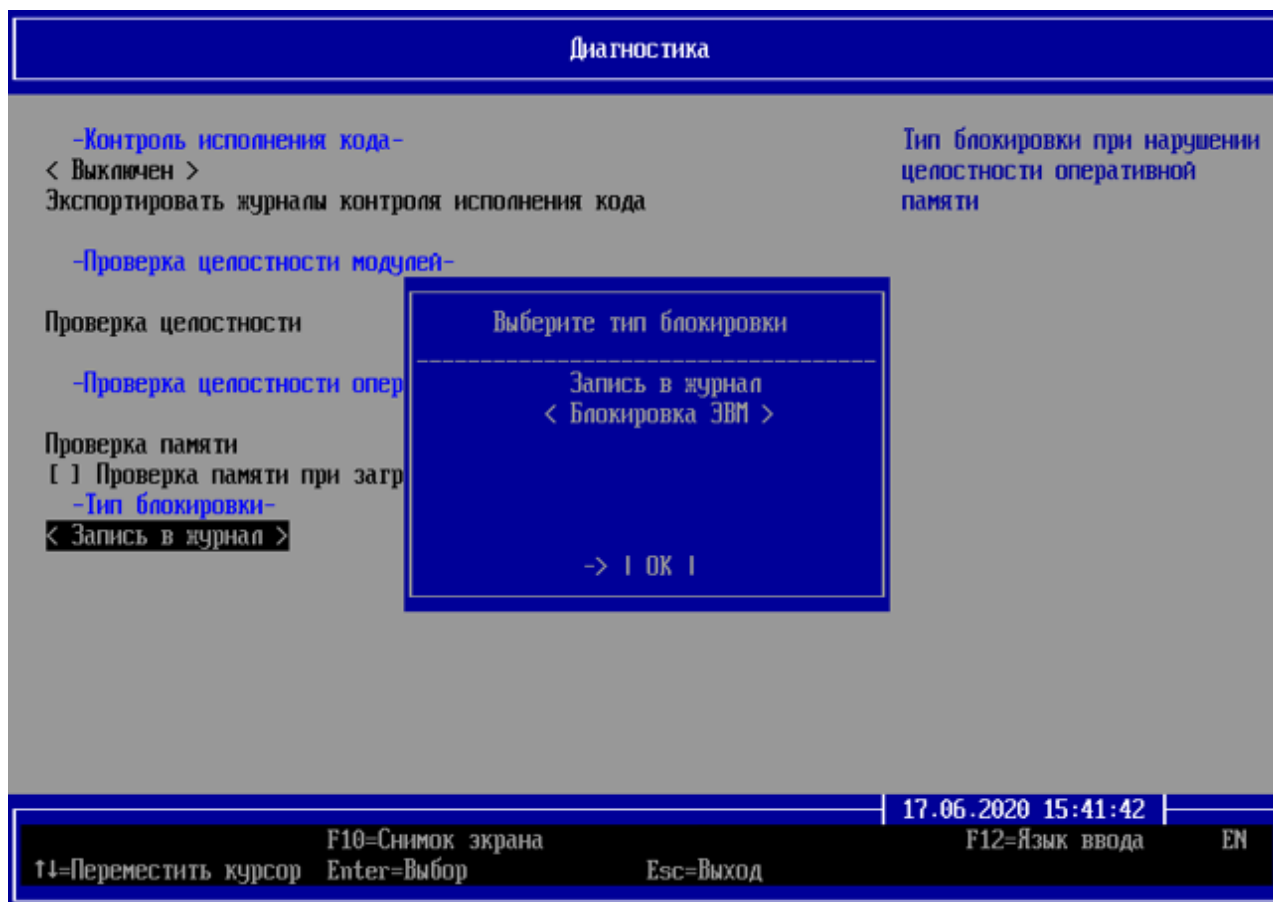 Диагностика
-Контроль исполнения кода-
< Выключен >
Экспортировать журналы контроля исполнения кода
-Проверка целостности модулей-
Проверка целостности
-Проверка целостности опер
Проверка памяти
[ ] Проверка памяти при загр
-Тип блокировки-
< Запись в журнал >
Тип блокировки при нарушении
целостности оперативной
памяти
Выберите тип блокировки
Запись в журнал
< Блокировка ЭВМ >
-> | OK |
17.06.2020 15:41:42
F10=Снимок экрана F12=Язык ввода EN
↑↓=Переместить курсор Enter=Выбор Esc=Выход